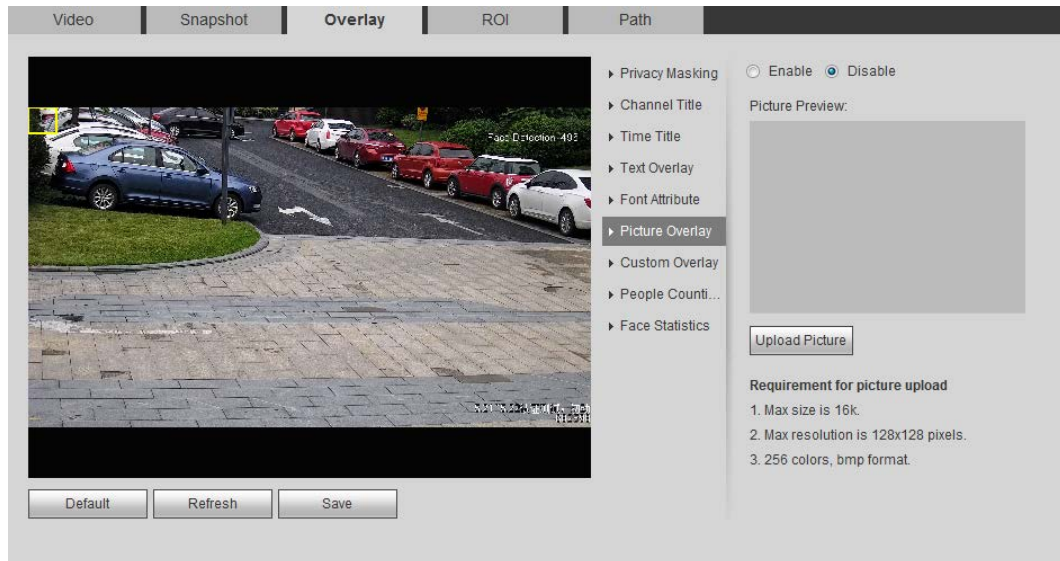 Video
Snapshot
Overlay
ROI
Path
Face Detection 493
Privacy Masking
Channel Title
Time Title
Text Overlay
Font Attribute
Picture Overlay
Custom Overlay
People Counti...
Face Statistics
Enable
Disable
Picture Preview:
Upload Picture
Requirement for picture upload
1. Max size is 16k.
2. Max resolution is 128x128 pixels.
3. 256 colors, bmp format.
Default
Refresh
Save